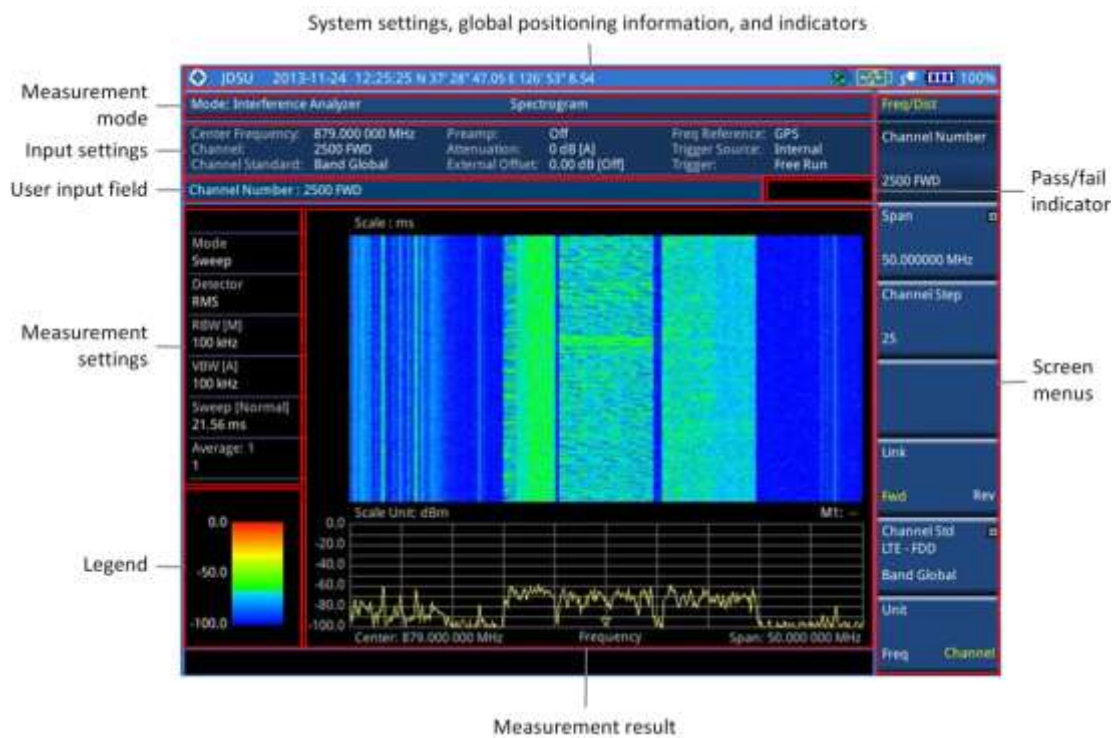 System settings, global positioning information, and indicators
JDSU 2013-11-24 12:25:25 N 37° 28" 47.05 E 126° 53" 8.54 100%
Measurement mode
Mode: Interference Analyzer Spectrogram
Freq/Dist
Input settings
Center Frequency: 879.000 000 MHz Preamp: Off Freq Reference: GPS
Channel: 2500 FWD Attenuation: 0 dB [A] Trigger Source: Internal
Channel Standard: Band Global External Offset: 0.00 dB [Off] Trigger: Free Run
Channel Number
2500 FWD
User input field
Channel Number : 2500 FWD
Pass/fail indicator
Scale : ms
Span
50.000000 MHz
Measurement settings
Mode
Sweep
Detector
RMS
RBW [M]
100 kHz
VBW [A]
100 kHz
Sweep [Normal]
21.56 ms
Average: 1
1
Channel Step
25
Screen menus
Link
Fwd Rev
Channel Std
LTE - FDD
Band Global
Unit
Freq Channel
Legend
0.0
-50.0
-100.0
Scale Unit: dBm M1: --
0.0
-20.0
-40.0
-60.0
-80.0
-100.0
Center: 879.000 000 MHz Frequency Span: 50.000 000 MHz
Measurement result